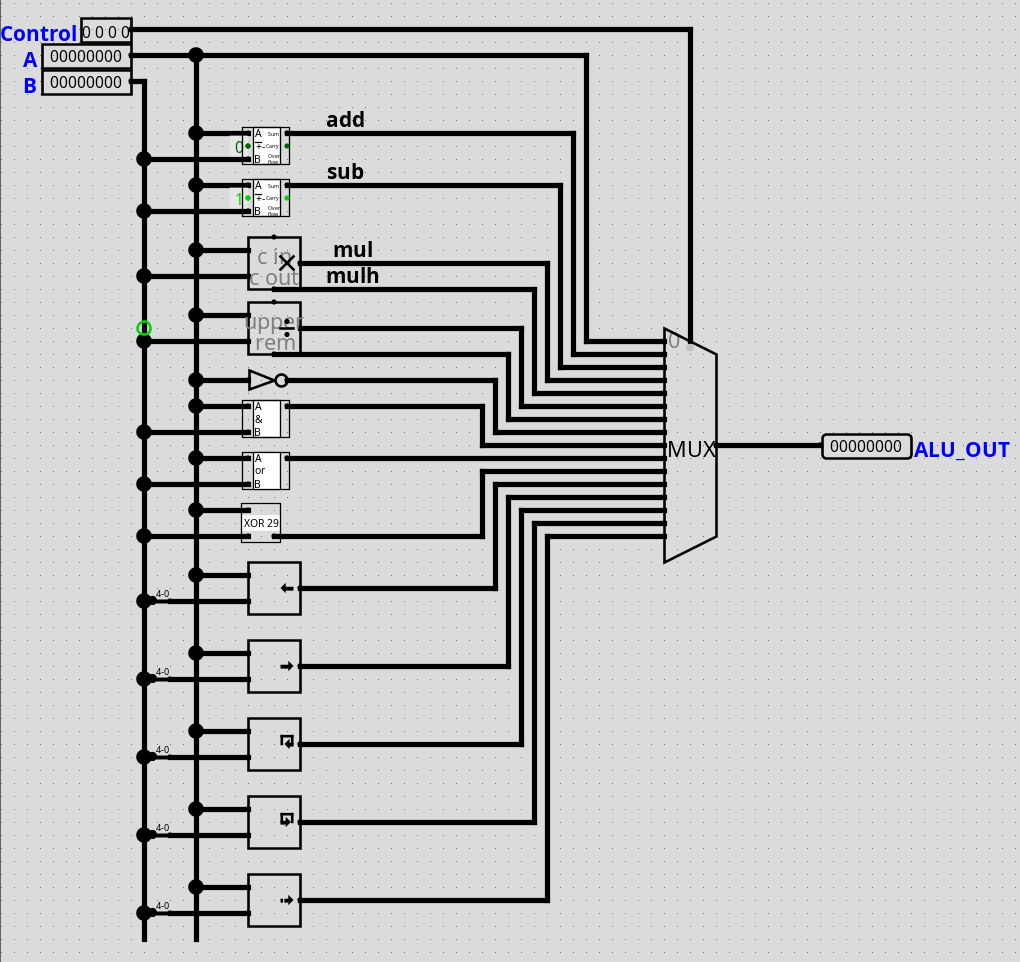 Control 0 0 0 0
A 00000000
B 00000000
add
A Sum
0 +- Carry
B Over flow
sub
A Sum
1 +- Carry
B Over flow
mul
c in ×
c out
mulh
upper ÷
rem
0
A
&
B
A
or
B
XOR 29
MUX
00000000 ALU_OUT
4-0
4-0
4-0
4-0
4-0